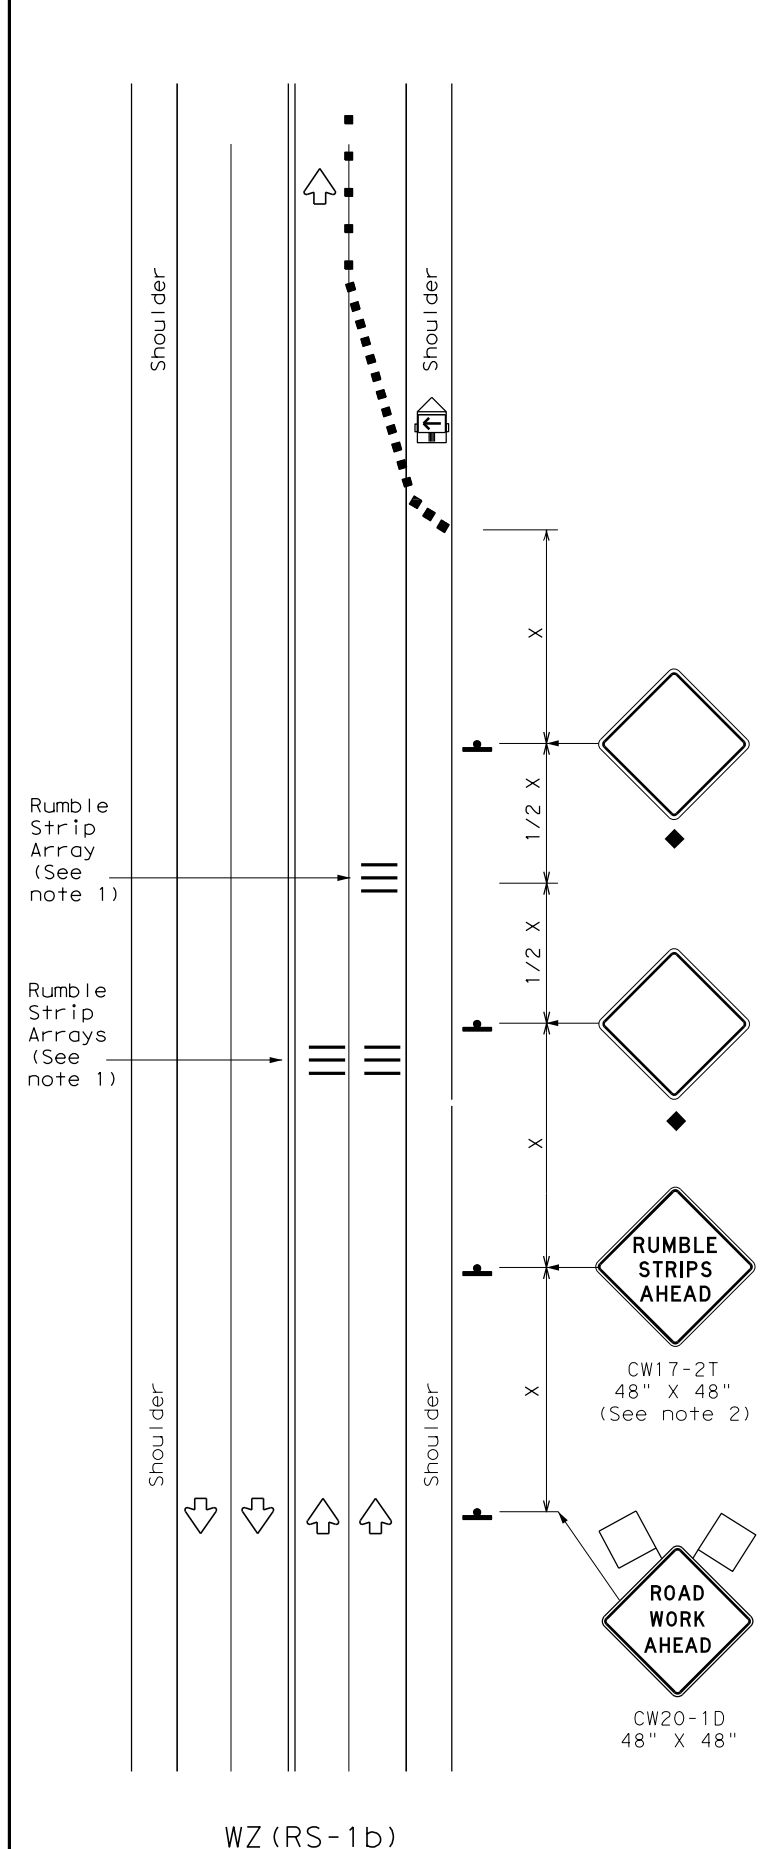 Shoulder
Shoulder
X
1/2 X
Rumble
Strip
Array
(See
note 1)
1/2 X
Rumble
Strip
Arrays
(See
note 1)
X
RUMBLE
STRIPS
AHEAD
CW17-2T
48" X 48"
(See note 2)
X
Shoulder
Shoulder
ROAD
WORK
AHEAD
CW20-1D
48" X 48"
WZ(RS-1b)